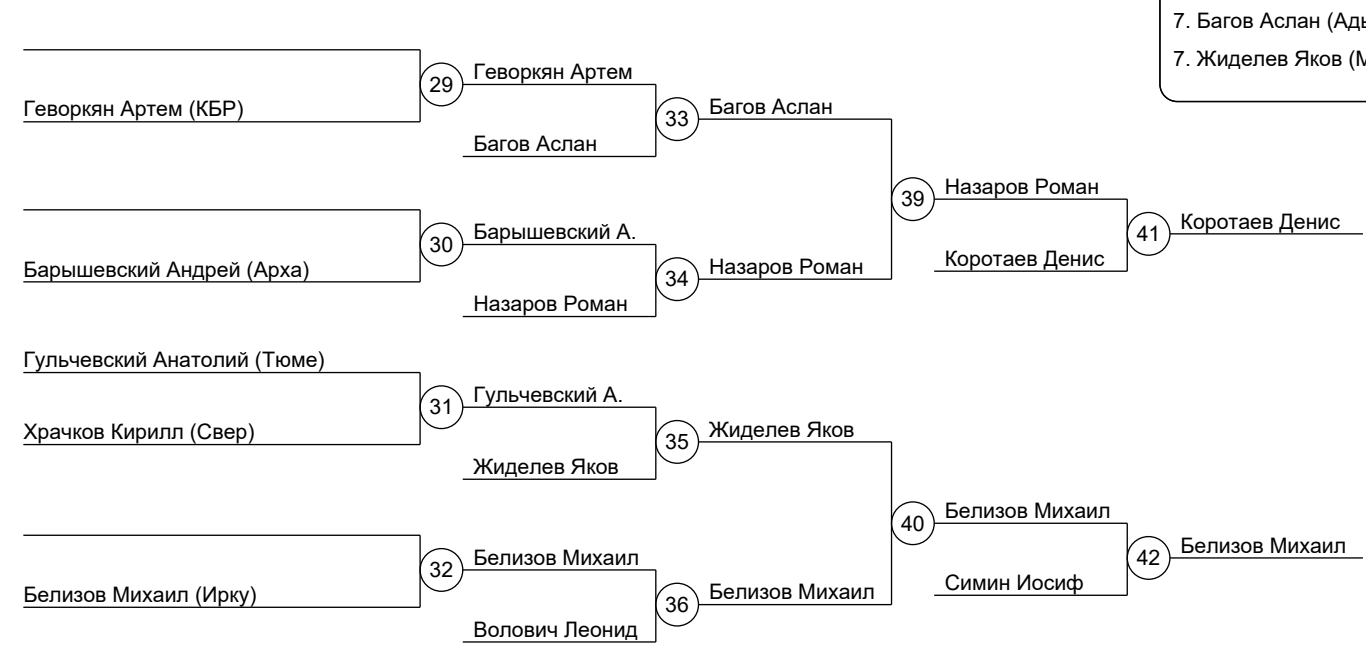 7. Багов Аслан
7. Жиделев Яков
29
Геворкян Артем
Геворкян Артем (КБР)
33
Багов Аслан
Багов Аслан
39
Назаров Роман
30
Барышевский А.
Барышевский Андрей (Арха)
34
Назаров Роман
Назаров Роман
Коротаев Денис
41
Коротаев Денис
Гульчевский Анатолий (Тюме)
31
Гульчевский А.
Храчков Кирилл (Свер)
35
Жиделев Яков
Жиделев Яков
40
Белизов Михаил
32
Белизов Михаил
Белизов Михаил (Ирку)
36
Белизов Михаил
Волович Леонид
Симин Иосиф
42
Белизов Михаил